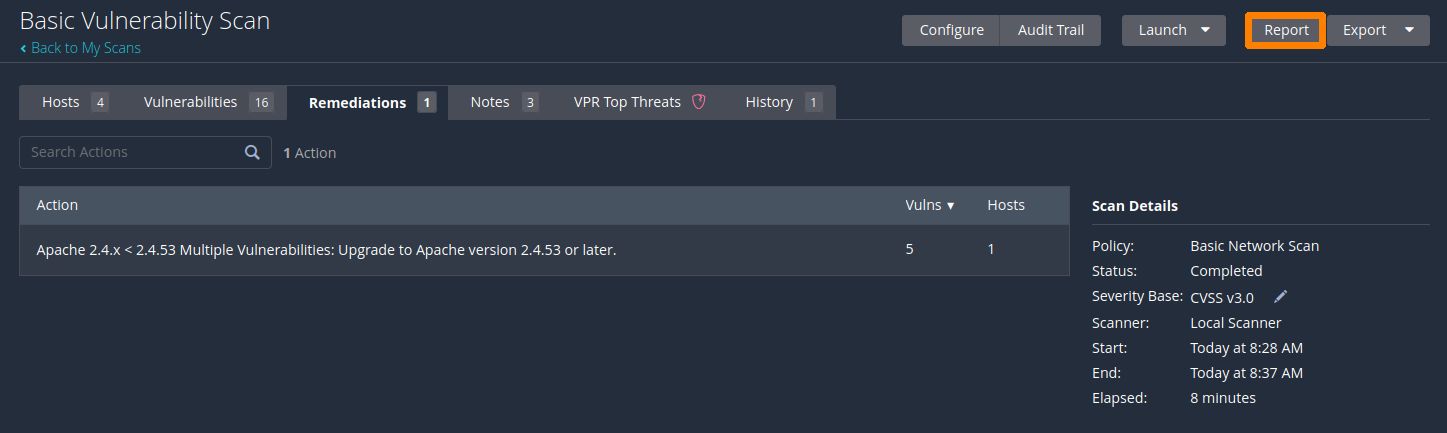 Basic Vulnerability Scan
Back to My Scans
Configure Audit Trail Launch Report Export
Hosts 4 Vulnerabilities 16 Remediations 1 Notes 3 VPR Top Threats History 1
Search Actions 1 Action
Action Vulns Hosts
Apache 2.4.x < 2.4.53 Multiple Vulnerabilities: Upgrade to Apache version 2.4.53 or later. 5 1
Scan Details
Policy: Basic Network Scan
Status: Completed
Severity Base: CVSS v3.0
Scanner: Local Scanner
Start: Today at 8:28 AM
End: Today at 8:37 AM
Elapsed: 8 minutes